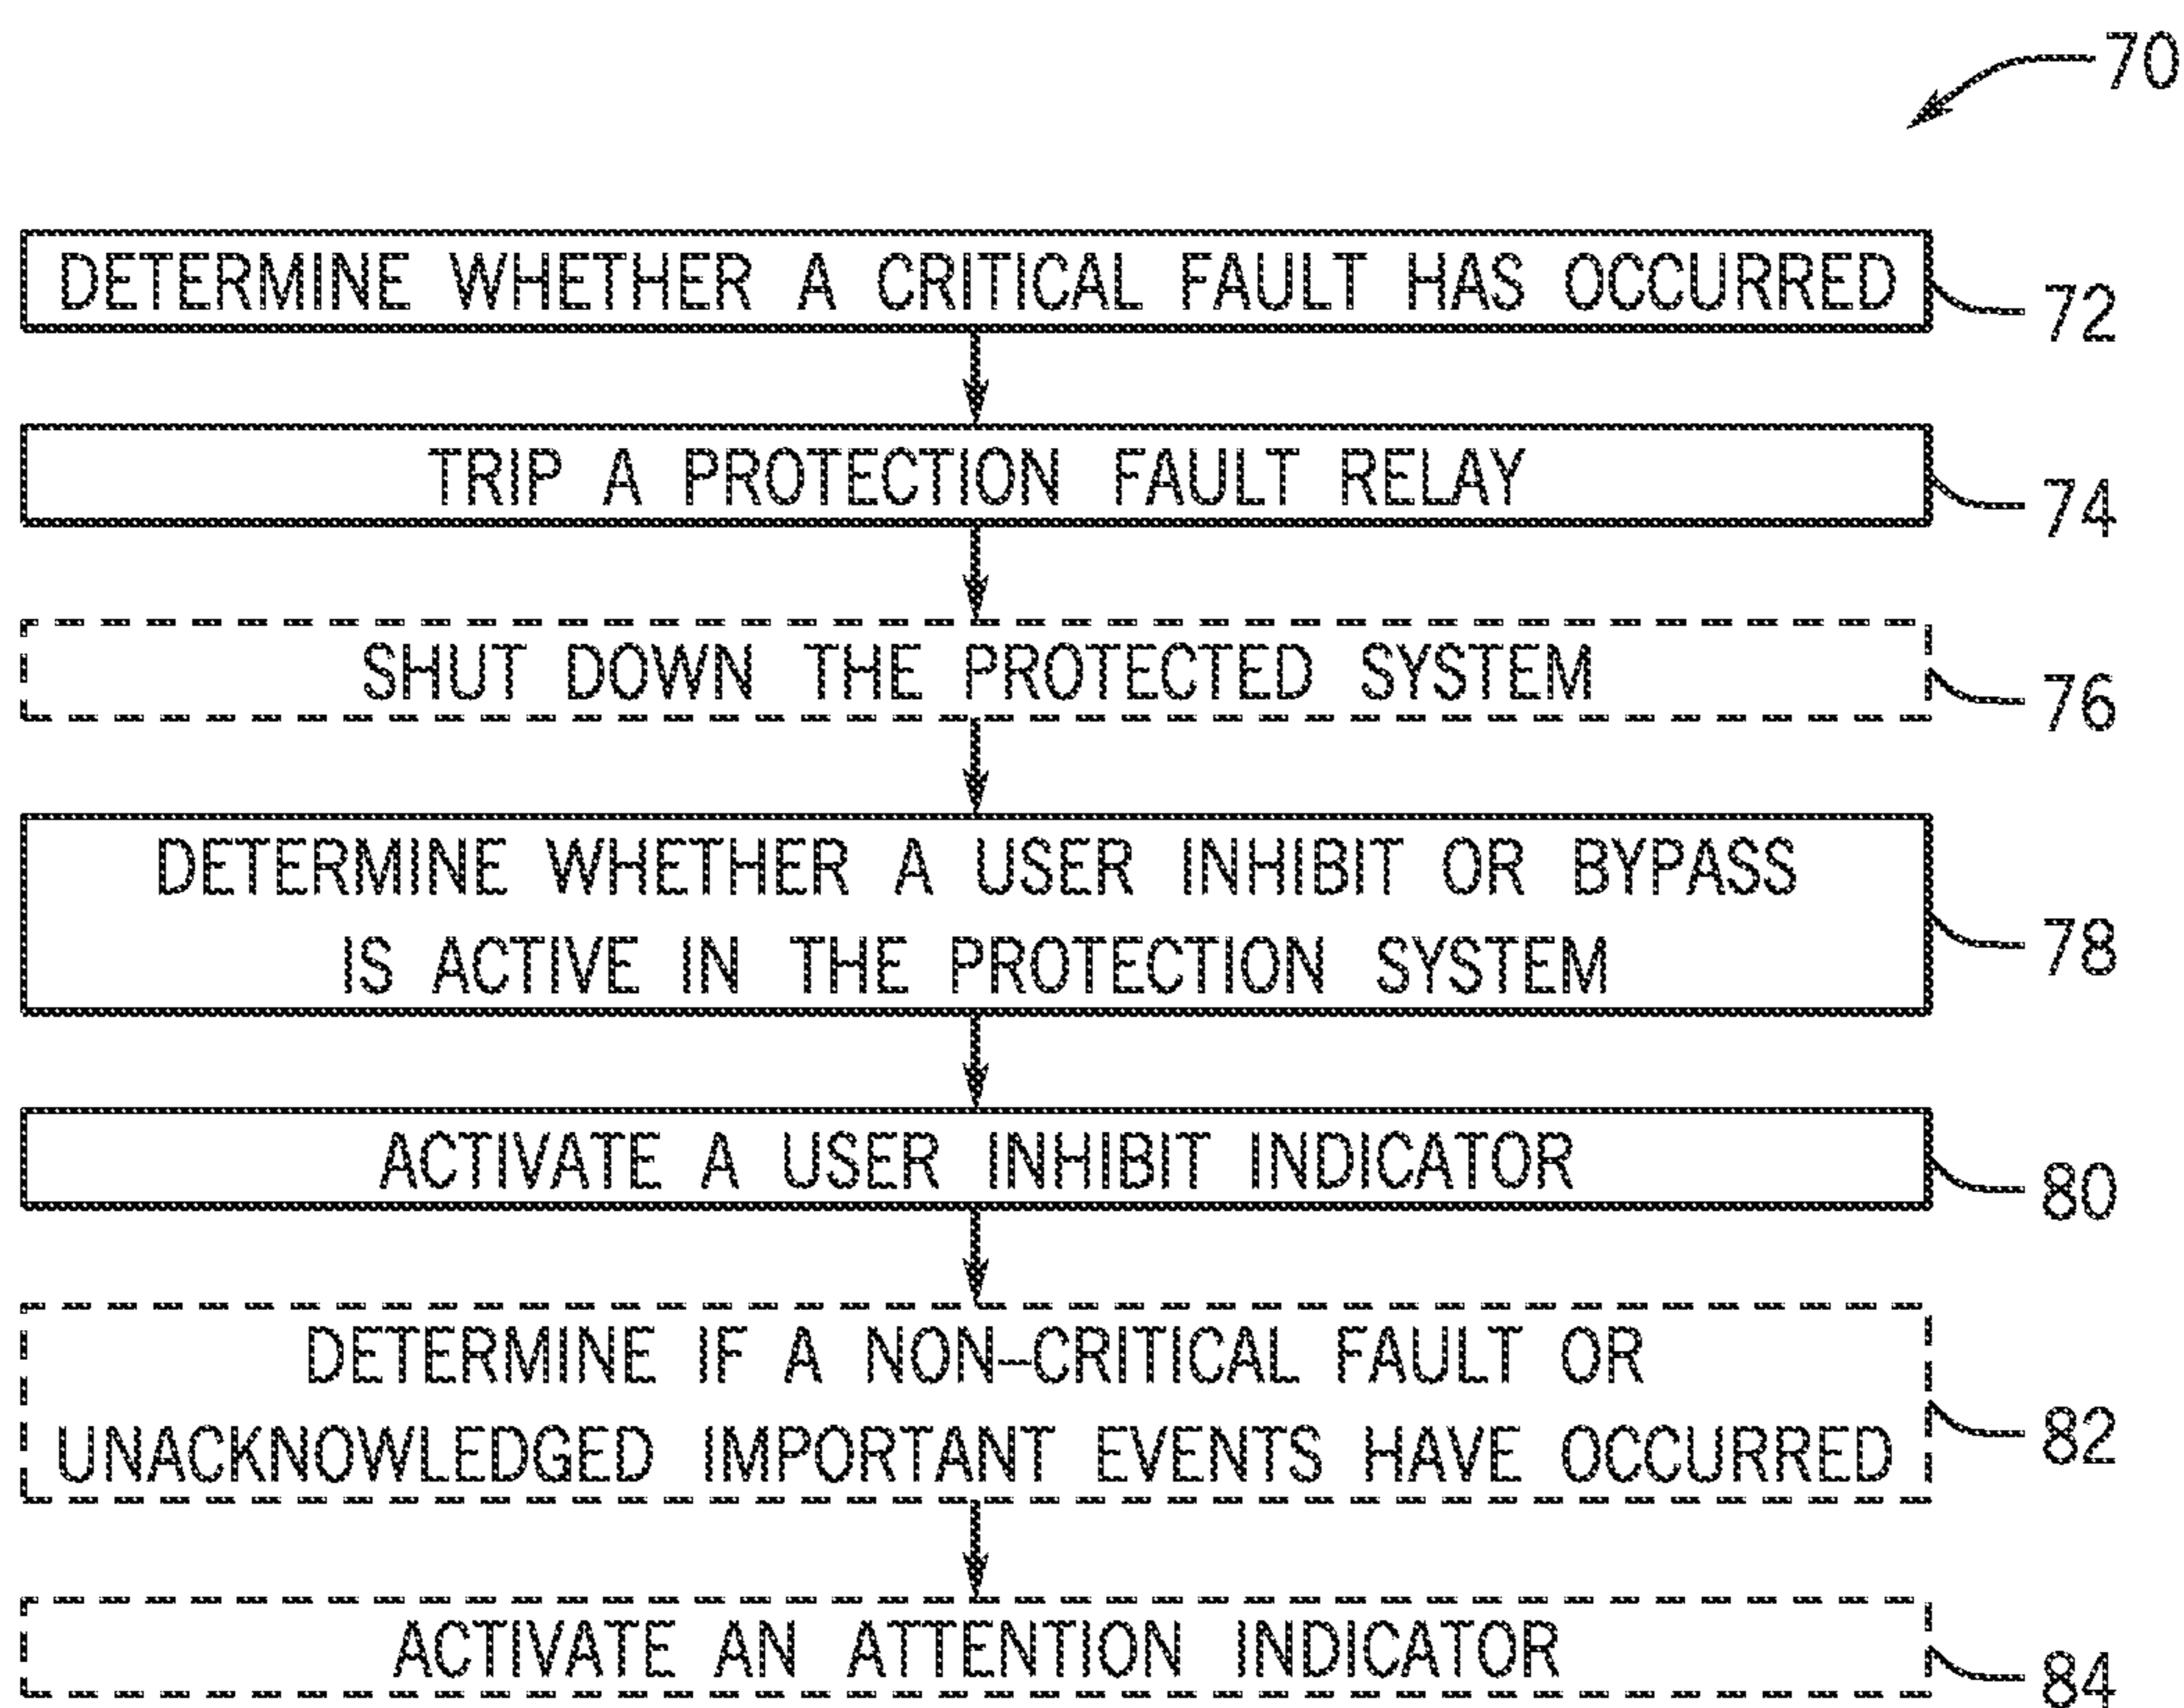 70
DETERMINE WHETHER A CRITICAL FAULT HAS OCCURRED
72
TRIP A PROTECTION FAULT RELAY
74
SHUT DOWN THE PROTECTED SYSTEM
76
DETERMINE WHETHER A USER INHIBIT OR BYPASS
IS ACTIVE IN THE PROTECTION SYSTEM
78
ACTIVATE A USER INHIBIT INDICATOR
80
DETERMINE IF A NON-CRITICAL FAULT OR
UNACKNOWLEDGED IMPORTANT EVENTS HAVE OCCURRED
82
ACTIVATE AN ATTENTION INDICATOR
84